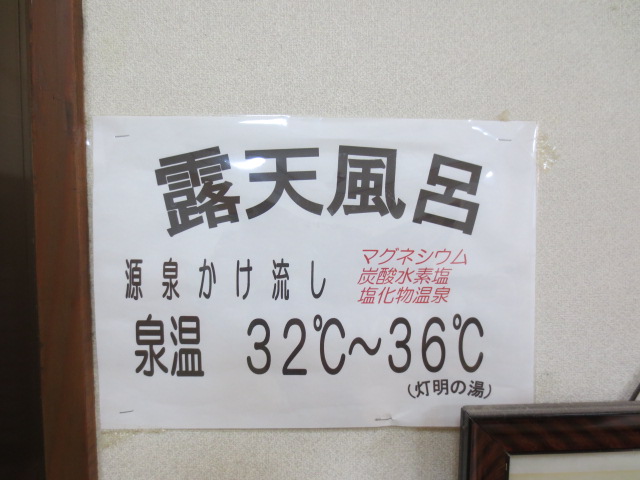 露天風呂
源泉かけ流し
マグネシウム
炭酸水素塩
塩化物温泉
泉温 32℃～36℃
(灯明の湯)